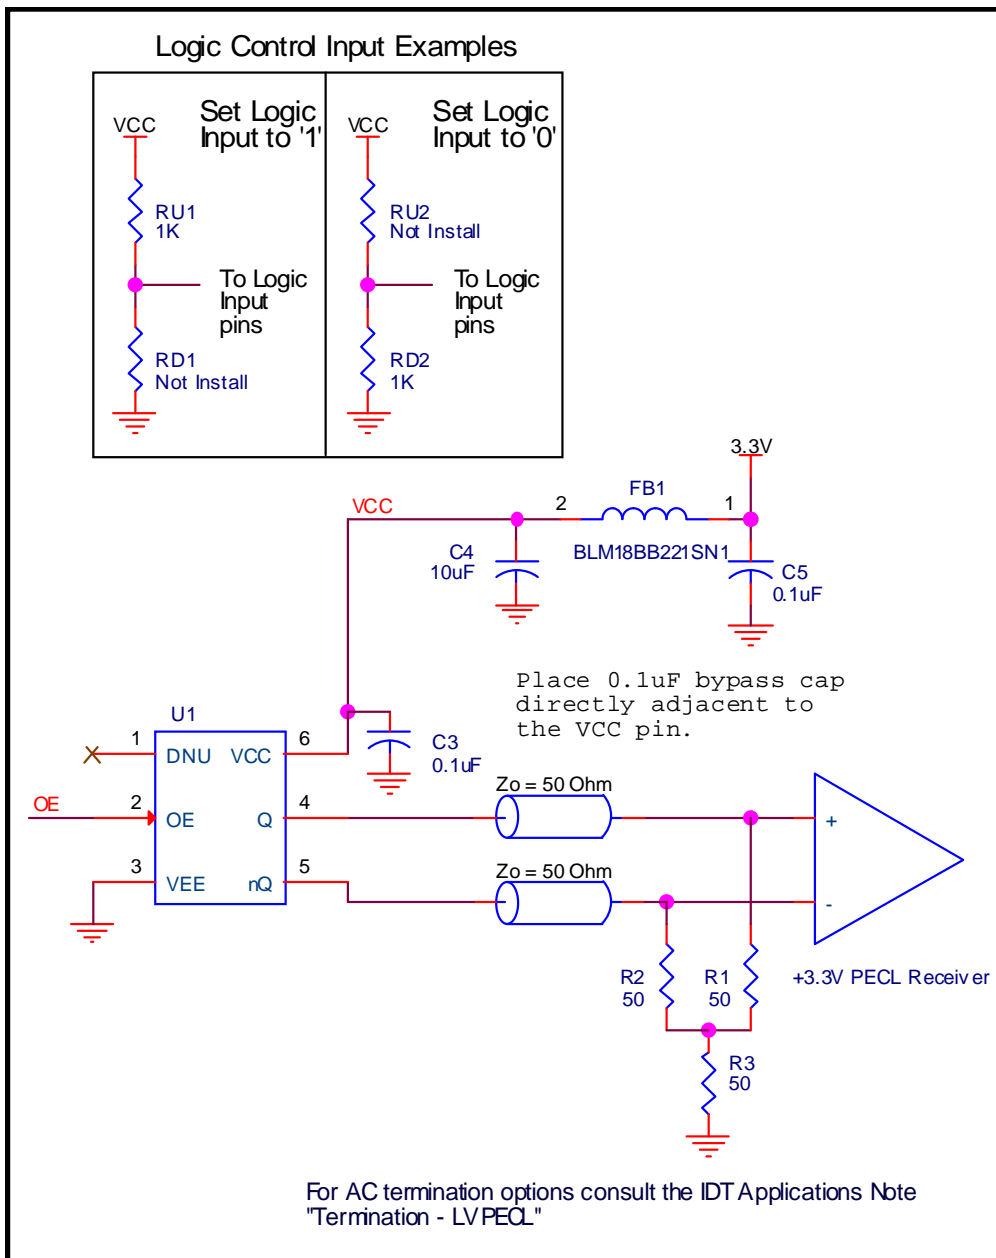 Logic Control Input Examples
Set Logic
Input to '1'
VCC
RU1
1K
To Logic
Input
pins
RD1
Not Install
Set Logic
Input to '0'
VCC
RU2
Not Install
To Logic
Input
pins
RD2
1K
3.3V
VCC
2
FB1
1
BLM18BB221SN1
C4
10uF
C5
0.1uF
Place 0.1uF bypass cap
directly adjacent to
the VCC pin.
U1
1
DNU
VCC
6
C3
0.1uF
OE
2
OE
Q
4
Zo = 50 Ohm
+
3
VEE
nQ
5
Zo = 50 Ohm
-
R2
50
R1
50
+3.3V PECL Receiver
R3
50
For AC termination options consult the IDT Applications Note
"Termination - LVPECL"